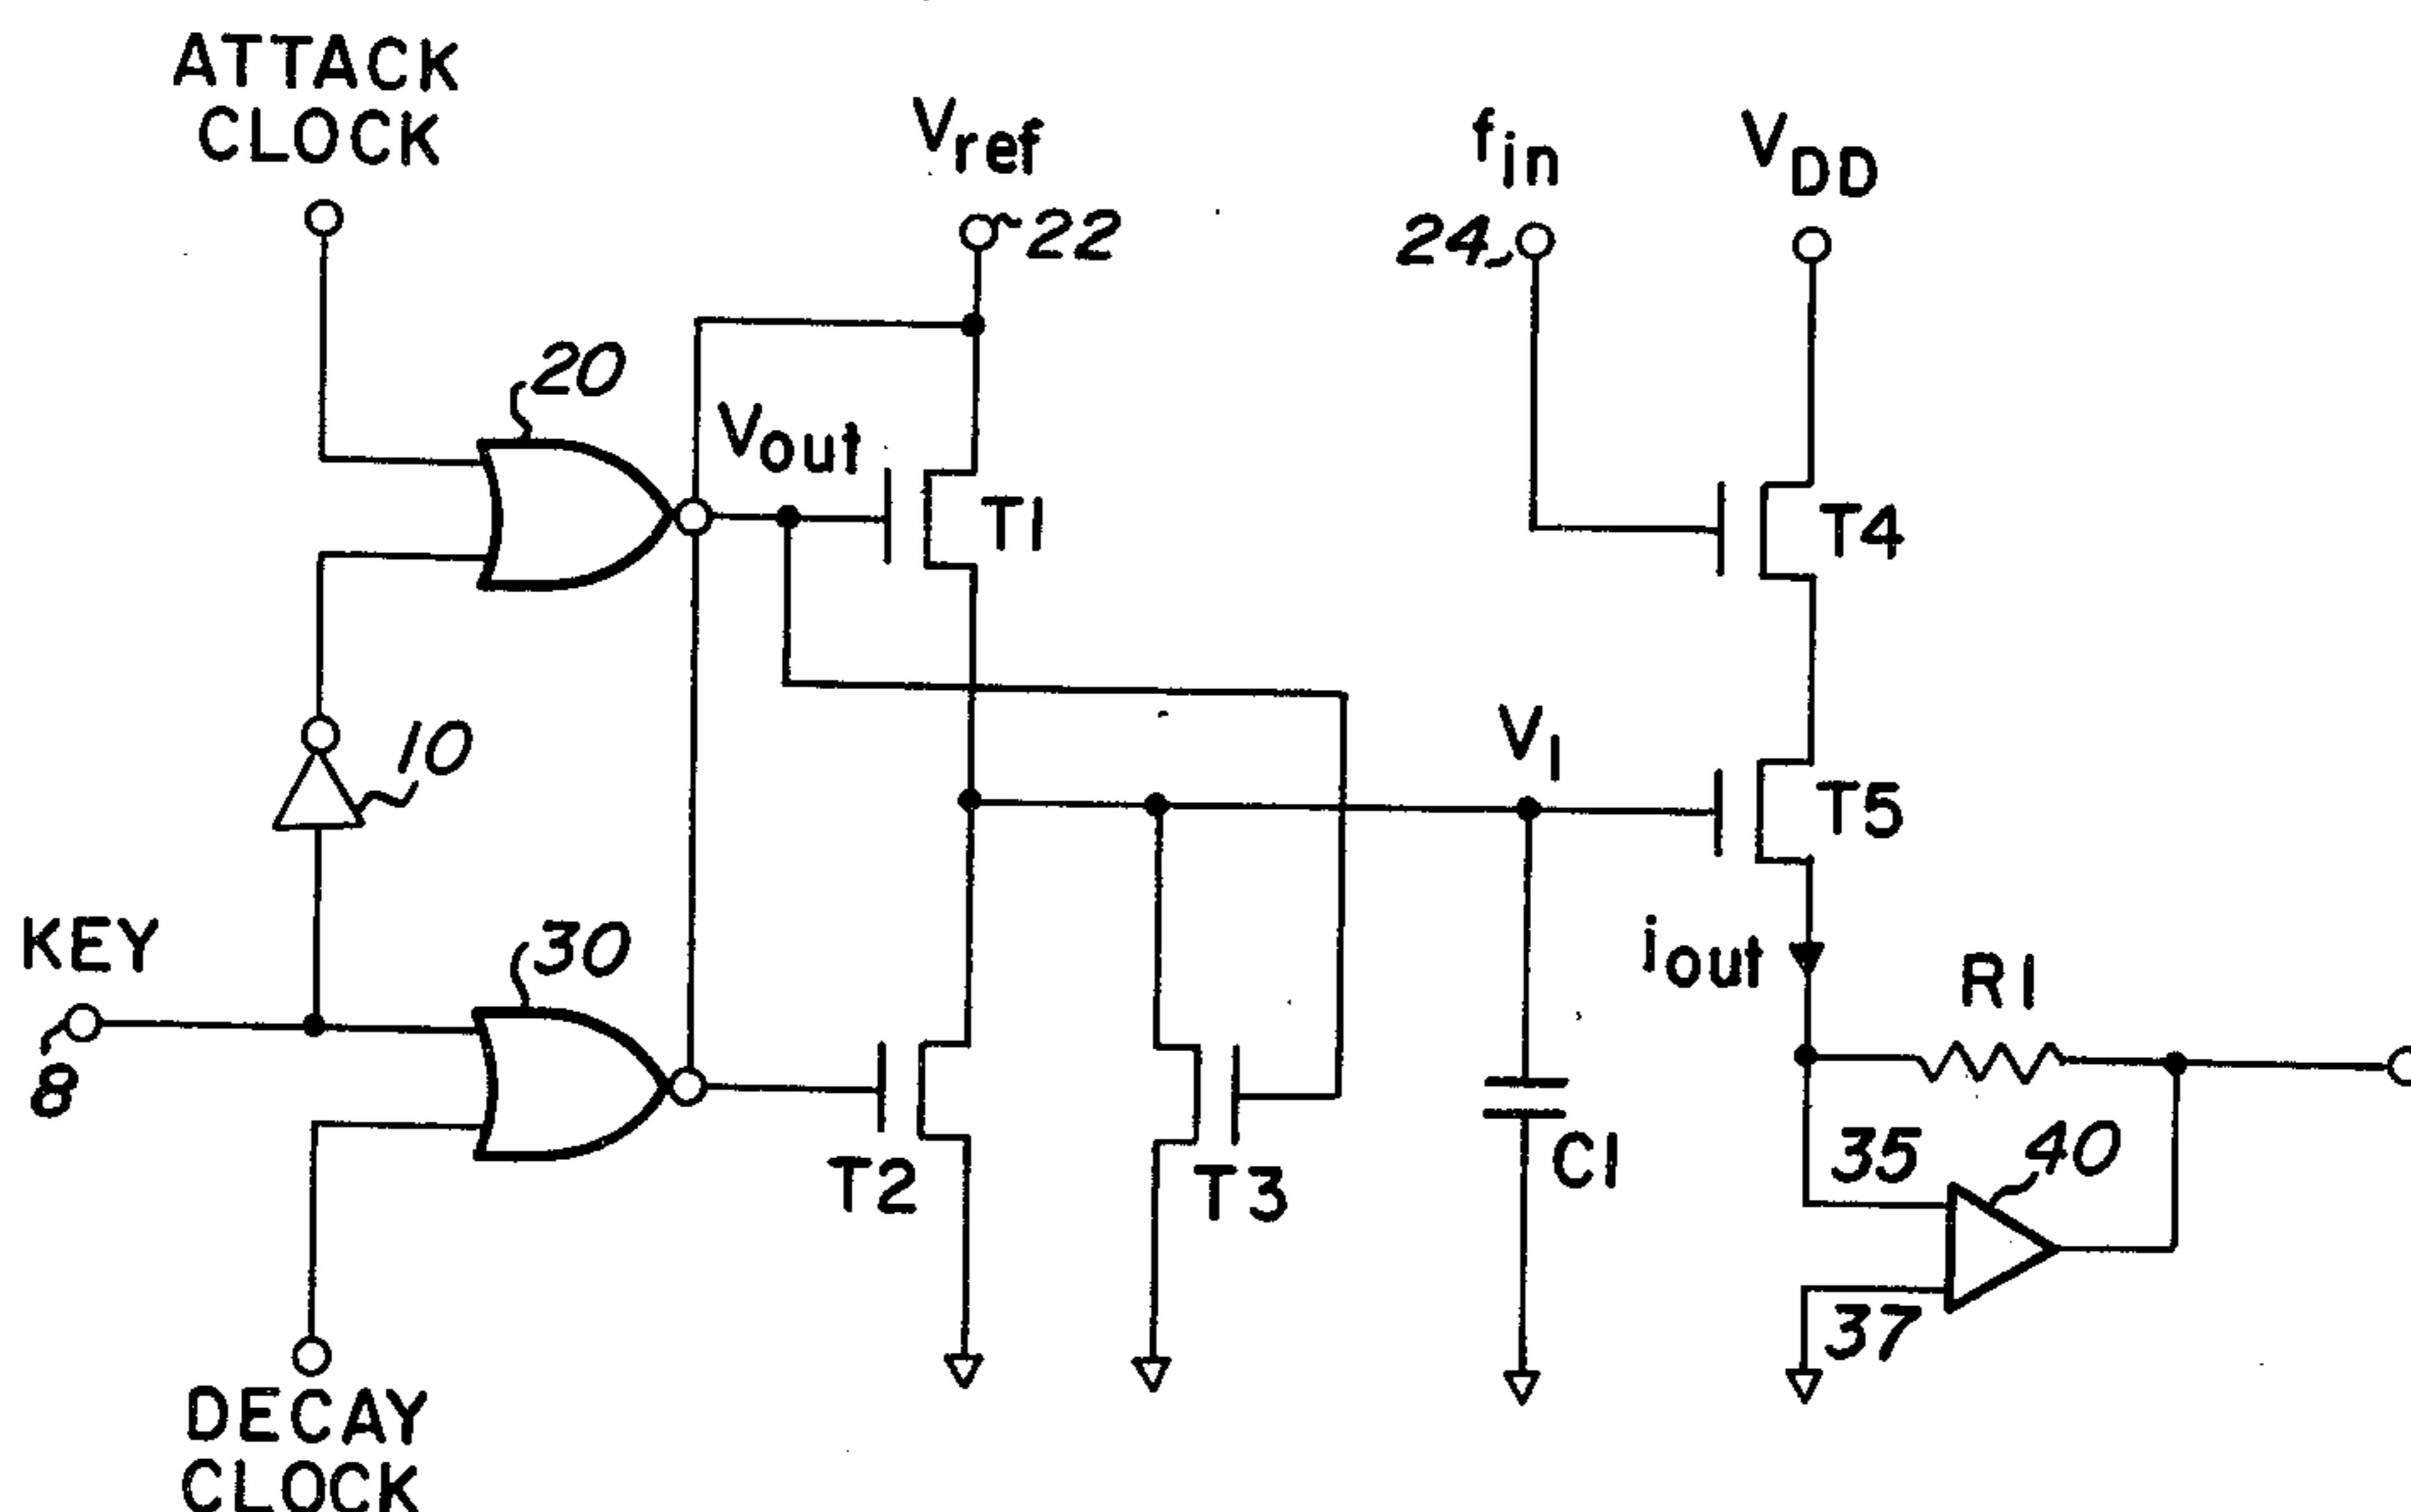 ATTACK
CLOCK
Vref
22
fin
24
VDD
20
Vout
T1
T4
10
V1
T5
KEY
8
30
iout
R1
T2
T3
C1
35
40
37
DECAY
CLOCK